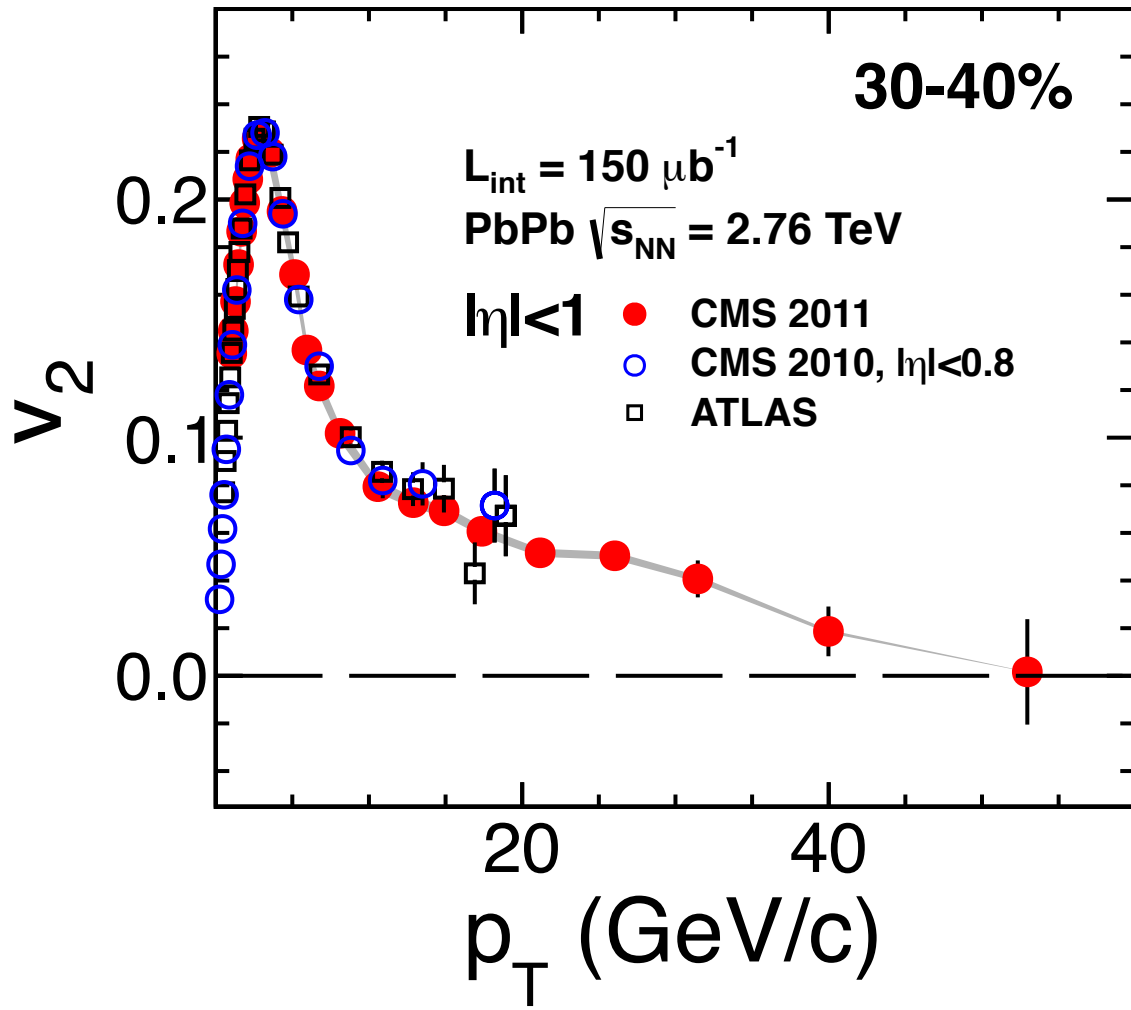 30-40%
L_int = 150 μb⁻¹
PbPb √s_NN = 2.76 TeV
|η|<1
CMS 2011
CMS 2010, |η|<0.8
ATLAS
v_2
0.2
0.1
0.0
20 40
p_T (GeV/c)